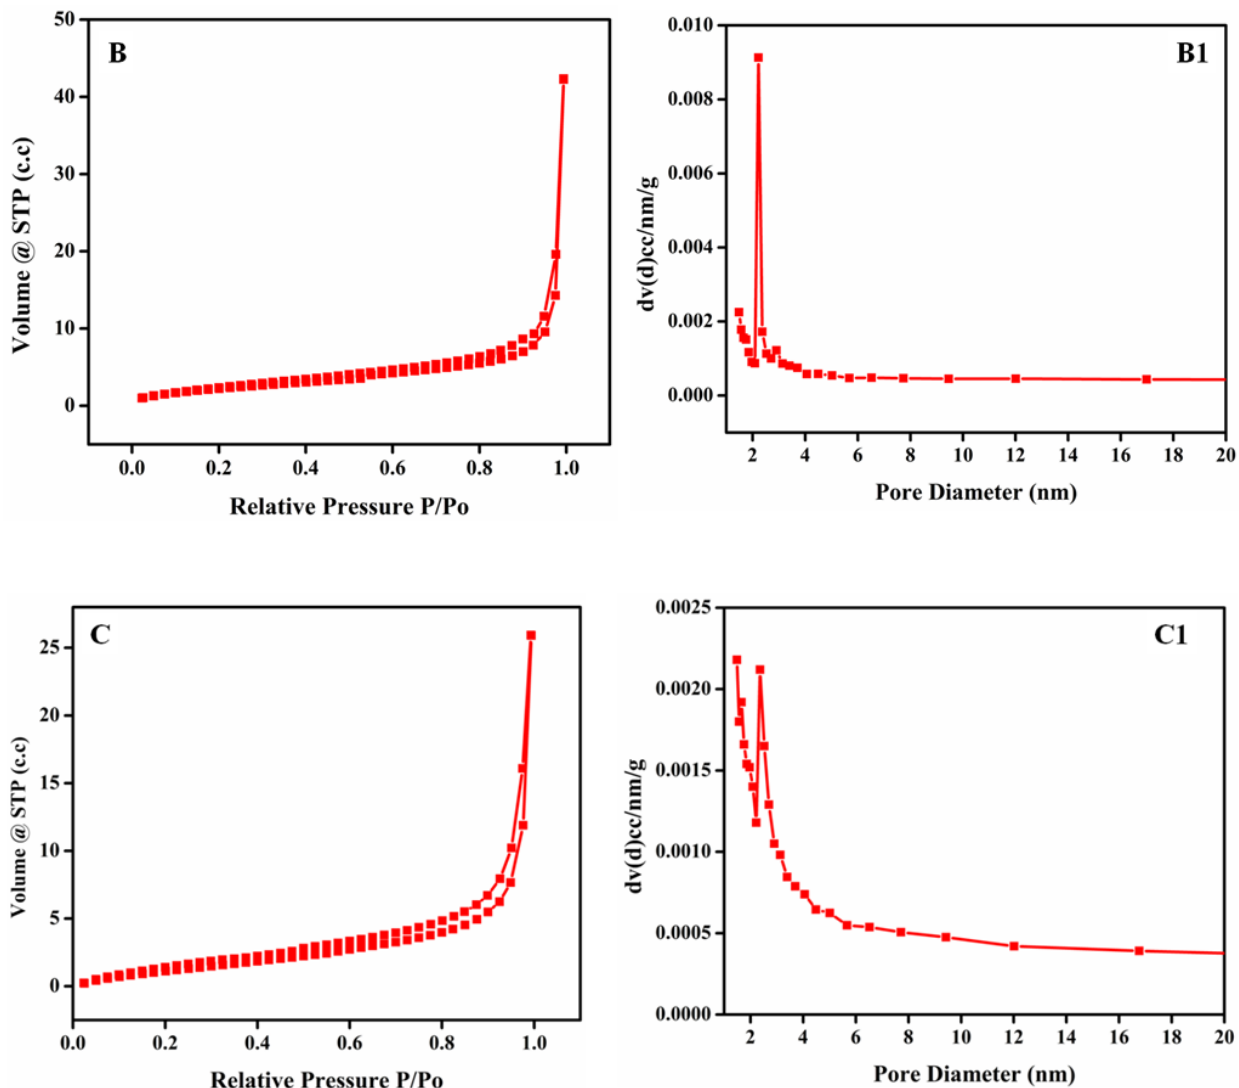 B
50
40
30
20
10
0
Volume @ STP (c.c)
0.0 0.2 0.4 0.6 0.8 1.0
Relative Pressure P/Po
B1
0.010
0.008
0.006
0.004
0.002
0.000
dv(d)cc/nm/g
2 4 6 8 10 12 14 16 18 20
Pore Diameter (nm)
C
25
20
15
10
5
0
Volume @ STP (c.c)
0.0 0.2 0.4 0.6 0.8 1.0
Relative Pressure P/Po
C1
0.0025
0.0020
0.0015
0.0010
0.0005
0.0000
dv(d)cc/nm/g
2 4 6 8 10 12 14 16 18 20
Pore Diameter (nm)